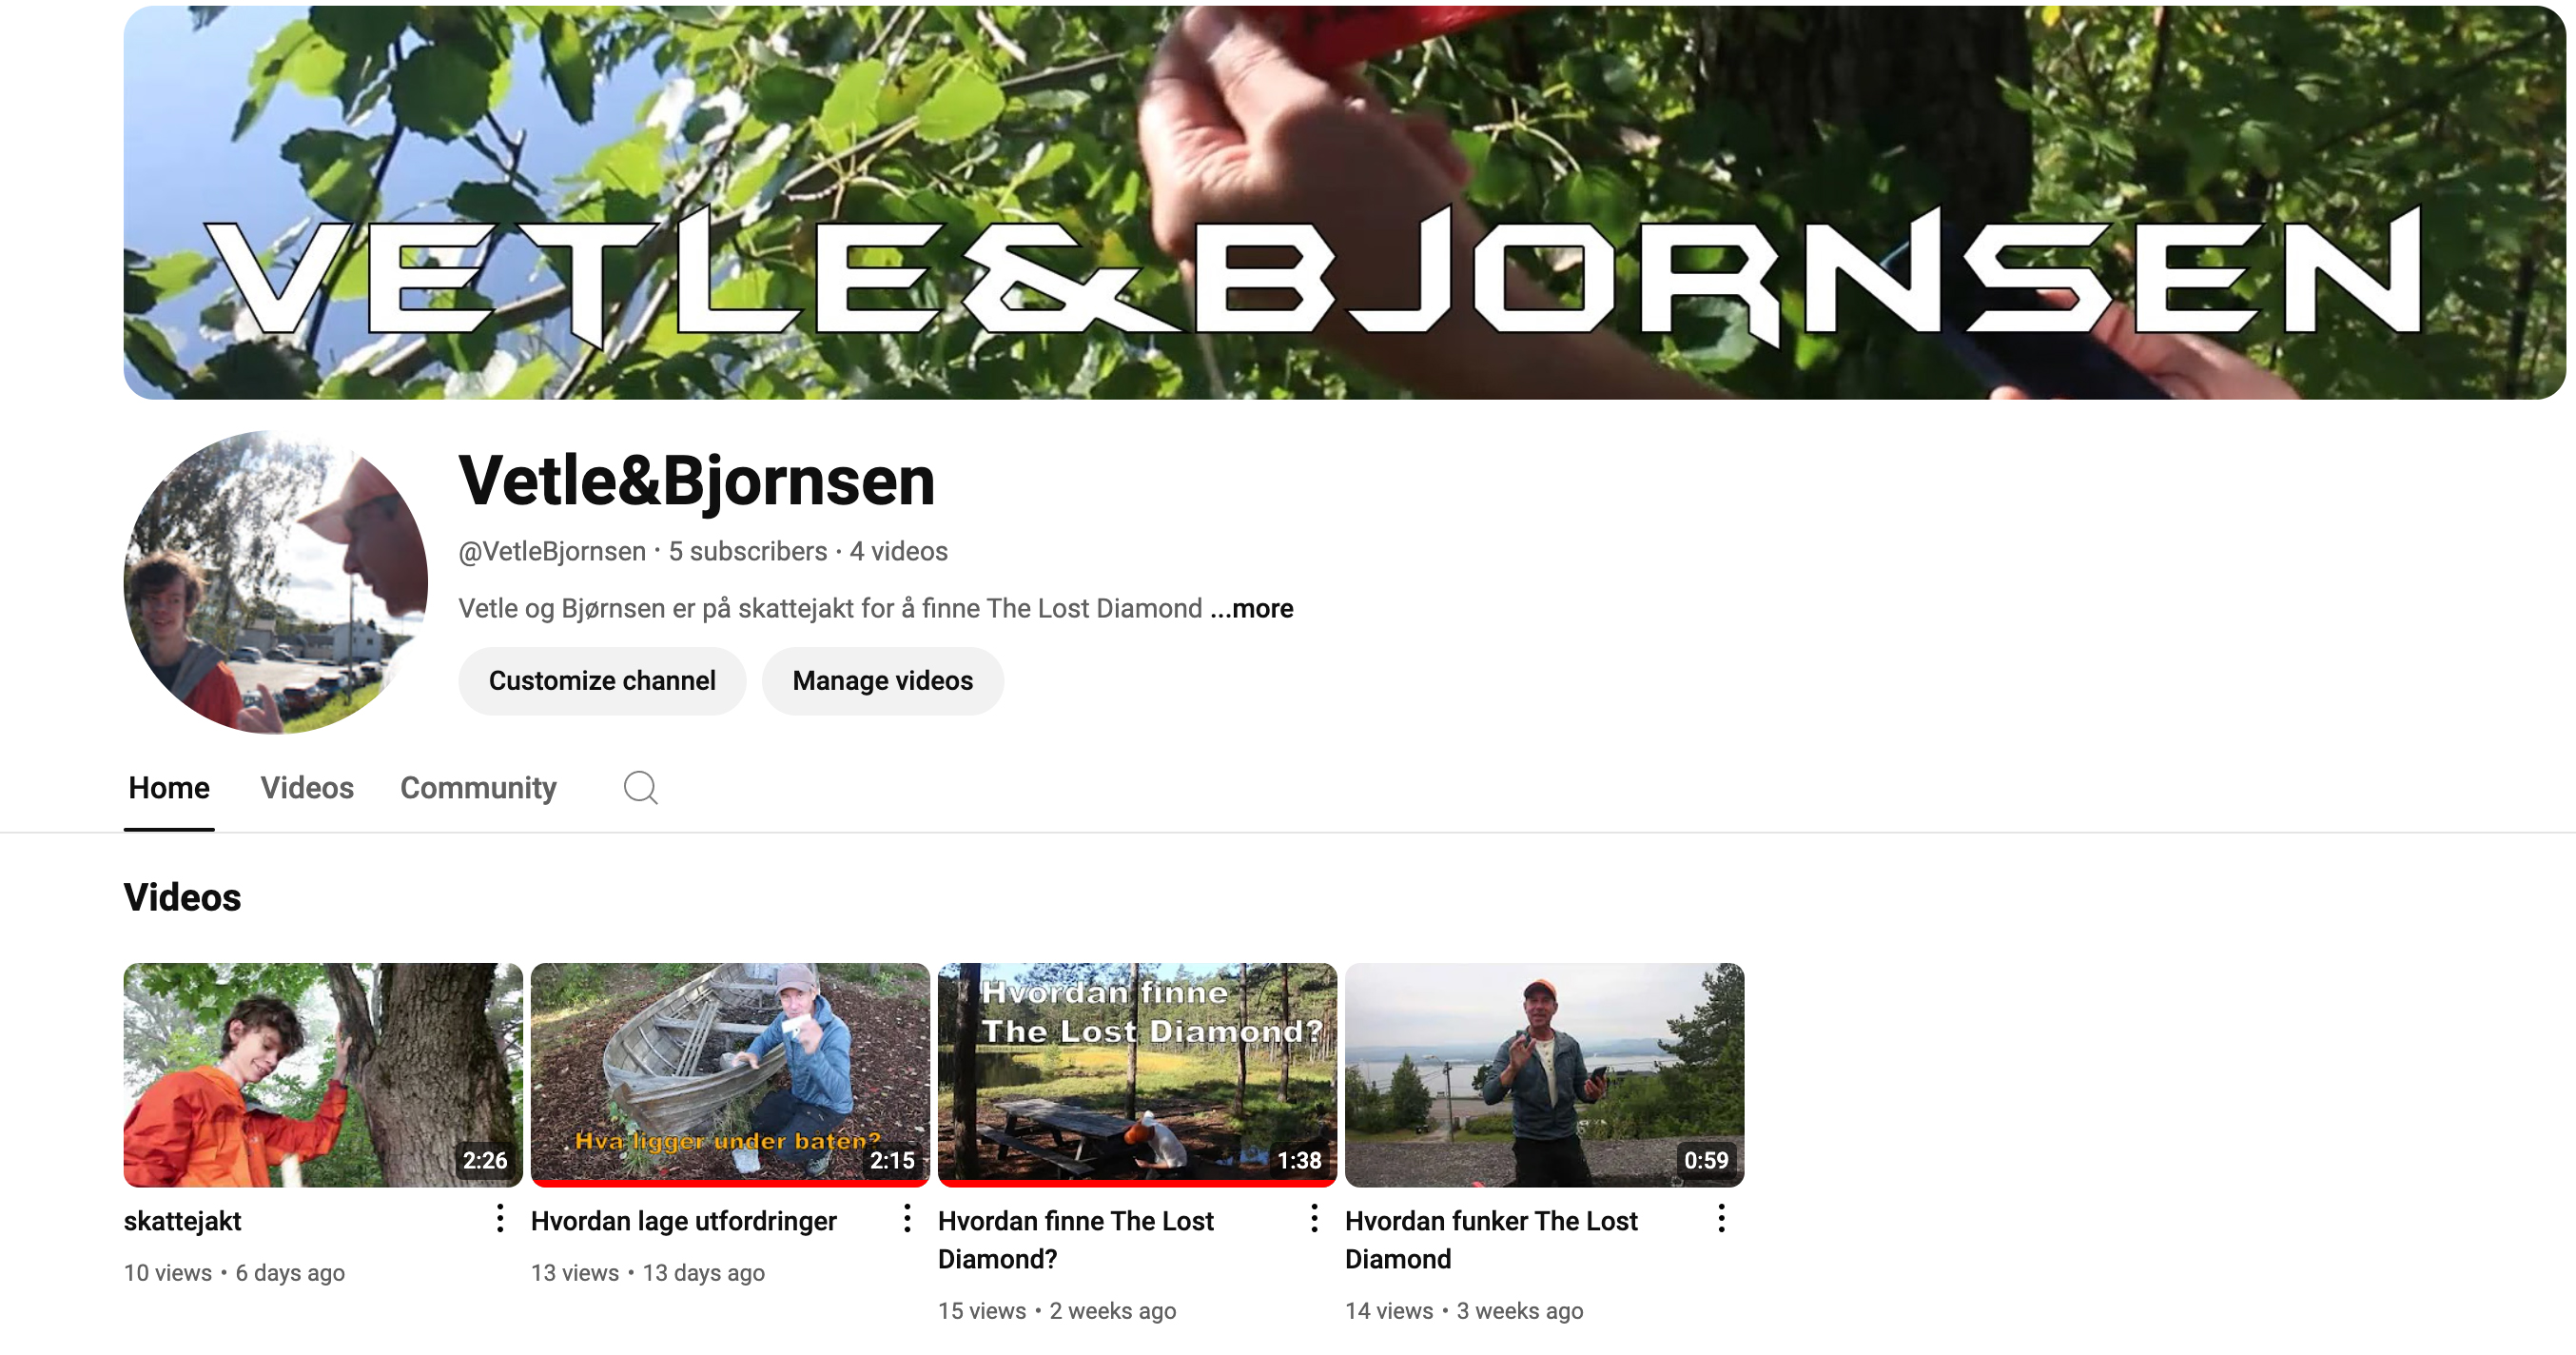 VETLE&BJORNSEN
Vetle&Bjornsen
@VetleBjornsen · 5 subscribers · 4 videos
Vetle og Bjørnsen er på skattejakt for å finne The Lost Diamond ...more
Customize channel Manage videos
Home Videos Community
Videos
2:26
Hva ligger under båten?
2:15
Hvordan finne
The Lost Diamond?
1:38
0:59
skattejakt
10 views • 6 days ago
Hvordan lage utfordringer
13 views • 13 days ago
Hvordan finne The Lost
Diamond?
15 views • 2 weeks ago
Hvordan funker The Lost
Diamond
14 views • 3 weeks ago